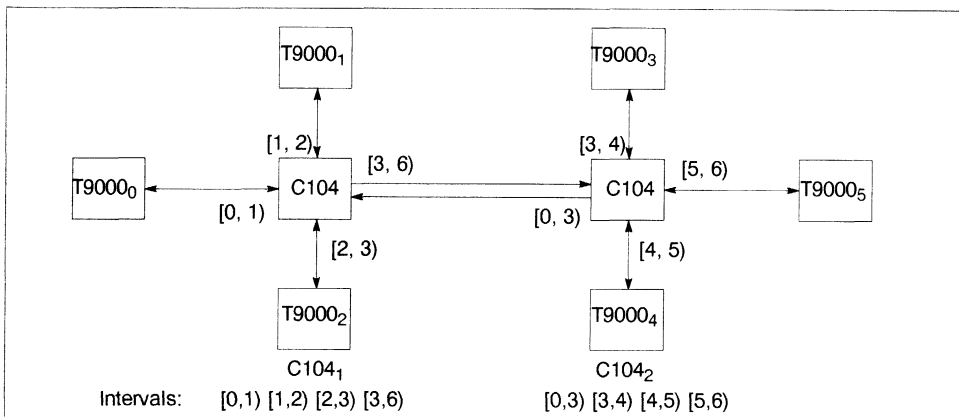 T9000₁
T9000₃
[1, 2)
[3, 6)
[3, 4)
[5, 6)
T9000₀
C104
C104
T9000₅
[0, 1)
[0, 3)
[2, 3)
[4, 5)
T9000₂
T9000₄
C104₁
C104₂
Intervals: [0,1) [1,2) [2,3) [3,6) [0,3) [3,4) [4,5) [5,6)